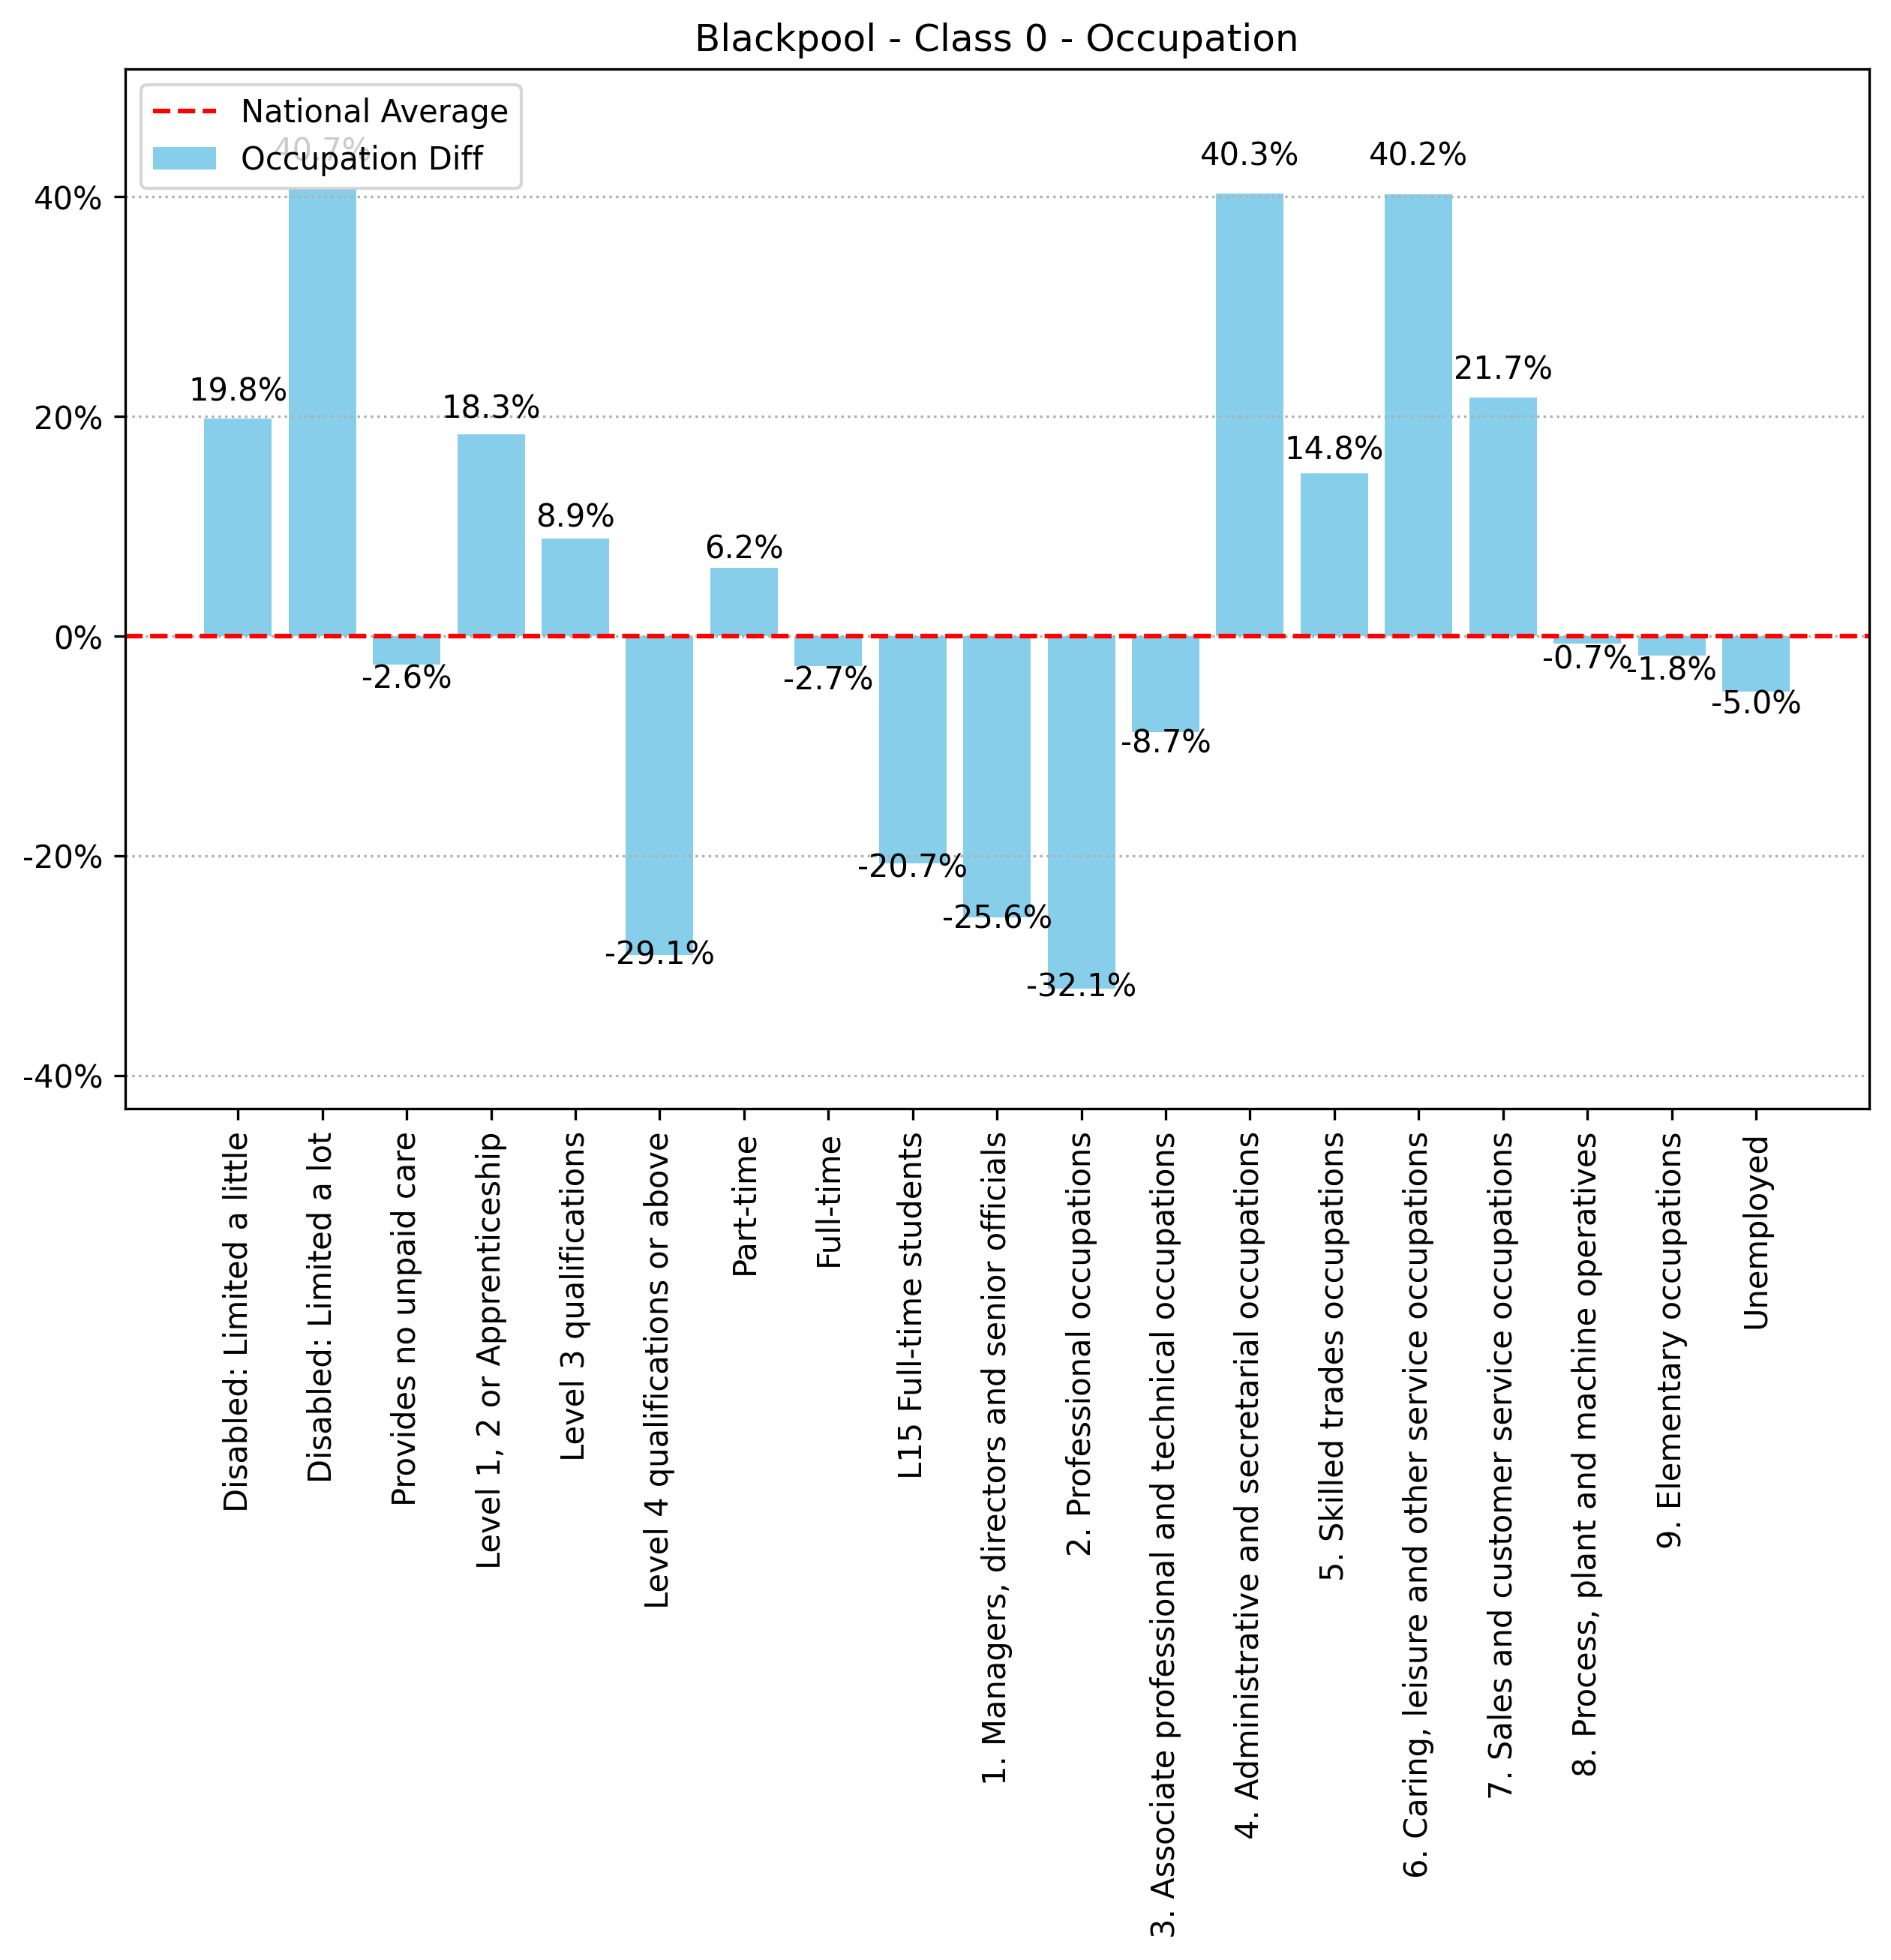 Blackpool - Class 0 - Occupation
National Average
Occupation Diff
40.7%
40%
20%
0%
-20%
-40%
19.8%
-2.6%
18.3%
8.9%
-29.1%
6.2%
-2.7%
-20.7%
-25.6%
-32.1%
-8.7%
40.3%
14.8%
40.2%
21.7%
-0.7%
-1.8%
-5.0%
Disabled: Limited a little
Disabled: Limited a lot
Provides no unpaid care
Level 1, 2 or Apprenticeship
Level 3 qualifications
Level 4 qualifications or above
Part-time
Full-time
L15 Full-time students
1. Managers, directors and senior officials
2. Professional occupations
3. Associate professional and technical occupations
4. Administrative and secretarial occupations
5. Skilled trades occupations
6. Caring, leisure and other service occupations
7. Sales and customer service occupations
8. Process, plant and machine operatives
9. Elementary occupations
Unemployed